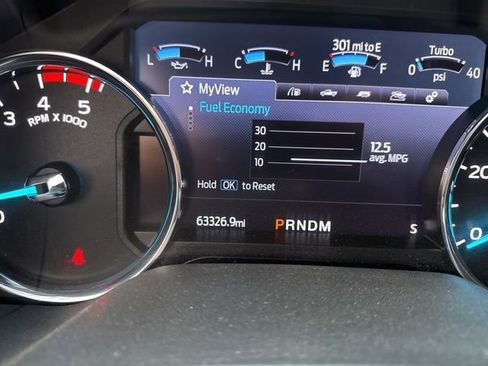 301 mi to E
Turbo
L H C H E F 0 40
psi
MyView
Fuel Economy
30
20
10
12.5
avg. MPG
Hold OK to Reset
63326.9mi PRNDM S
3 4 5
RPM X 1000
0
20
0